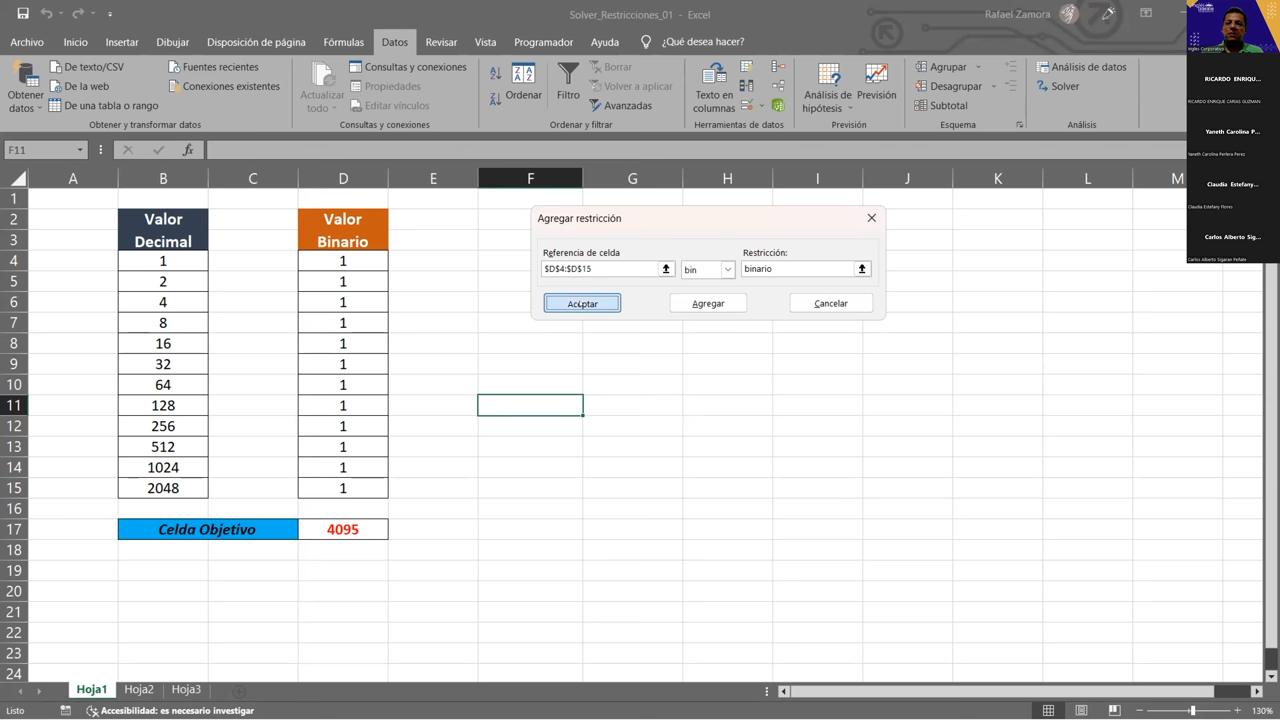 Solver_Restricciones_01 - Excel
Rafael Zamora
Archivo Inicio Insertar Dibujar Disposición de página Fórmulas Datos Revisar Vista Programador Ayuda ¿Qué desea hacer?
Obtener datos
De texto/CSV
De la web
De una tabla o rango
Fuentes recientes
Conexiones existentes
Obtener y transformar datos
Actualizar todo
Consultas y conexiones
Propiedades
Editar vínculos
Consultas y conexiones
Ordenar
Filtro
Borrar
Volver a aplicar
Avanzadas
Ordenar y filtrar
Texto en columnas
Herramientas de datos
Análisis de hipótesis
Previsión
Previsión
Agrupar
Desagrupar
Subtotal
Esquema
Análisis de datos
Solver
Análisis
Inglés Corporativo
RICARDO ENRIQU...
RICARDO ENRIQUE CARIAS GUZMAN
Yaneth Carolina P...
Yaneth Carolina Perlera Perez
Claudia Estefany...
Claudia Estefany Flores
Carlos Alberto Sig...
Carlos Alberto Sigaran Peñate
F11 fx
A B C D E F G H I J K L M
1
2 Valor Valor
3 Decimal Binario
4 1 1
5 2 1
6 4 1
7 8 1
8 16 1
9 32 1
10 64 1
11 128 1
12 256 1
13 512 1
14 1024 1
15 2048 1
16
17 Celda Objetivo 4095
18
19
20
21
22
23
24
Agregar restricción
Referencia de celda Restricción:
$D$4:$D$15 bin binario
Aceptar Agregar Cancelar
Hoja1 Hoja2 Hoja3
Listo Accesibilidad: es necesario investigar 130%